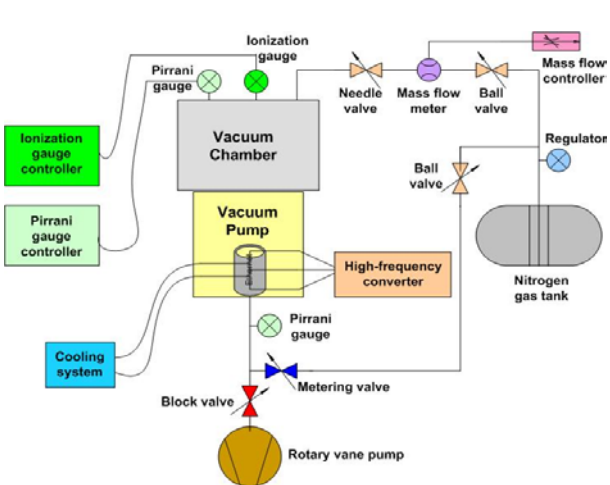 Ionization
gauge
Pirrani
gauge
Needle
valve
Mass flow
meter
Ball
valve
Mass flow
controller
Ionization
gauge
controller
Vacuum
Chamber
Regulator
Ball
valve
Pirrani
gauge
controller
Vacuum
Pump
High-frequency
converter
Nitrogen
gas tank
Pirrani
gauge
Cooling
system
Metering valve
Block valve
Rotary vane pump